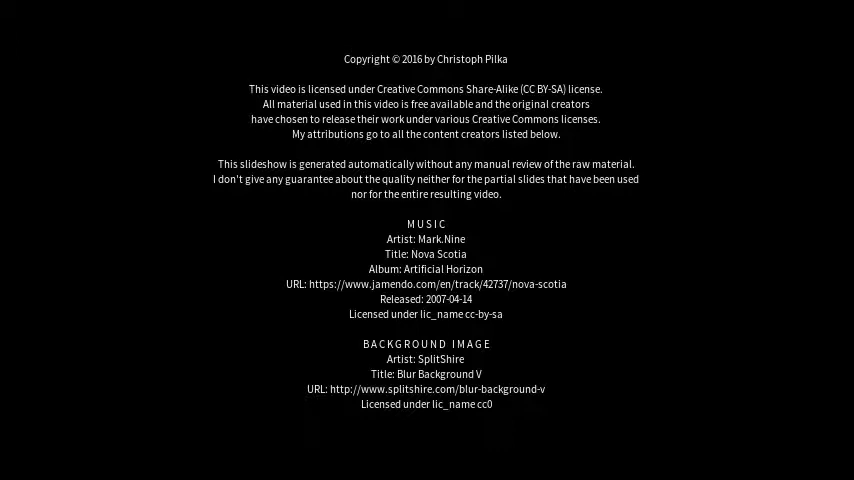 Copyright © 2016 by Christoph Pilka
This video is licensed under Creative Commons Share-Alike (CC BY-SA) license.
All material used in this video is free available and the original creators
have chosen to release their work under various Creative Commons licenses.
My attributions go to all the content creators listed below.
This slideshow is generated automatically without any manual review of the raw material.
I don't give any guarantee about the quality neither for the partial slides that have been used
nor for the entire resulting video.
MUSIC
Artist: Mark.Nine
Title: Nova Scotia
Album: Artificial Horizon
URL: https://www.jamendo.com/en/track/42737/nova-scotia
Released: 2007-04-14
Licensed under lic_name cc-by-sa
BACKGROUND IMAGE
Artist: SplitShire
Title: Blur Background V
URL: http://www.splitshire.com/blur-background-v
Licensed under lic_name cc0